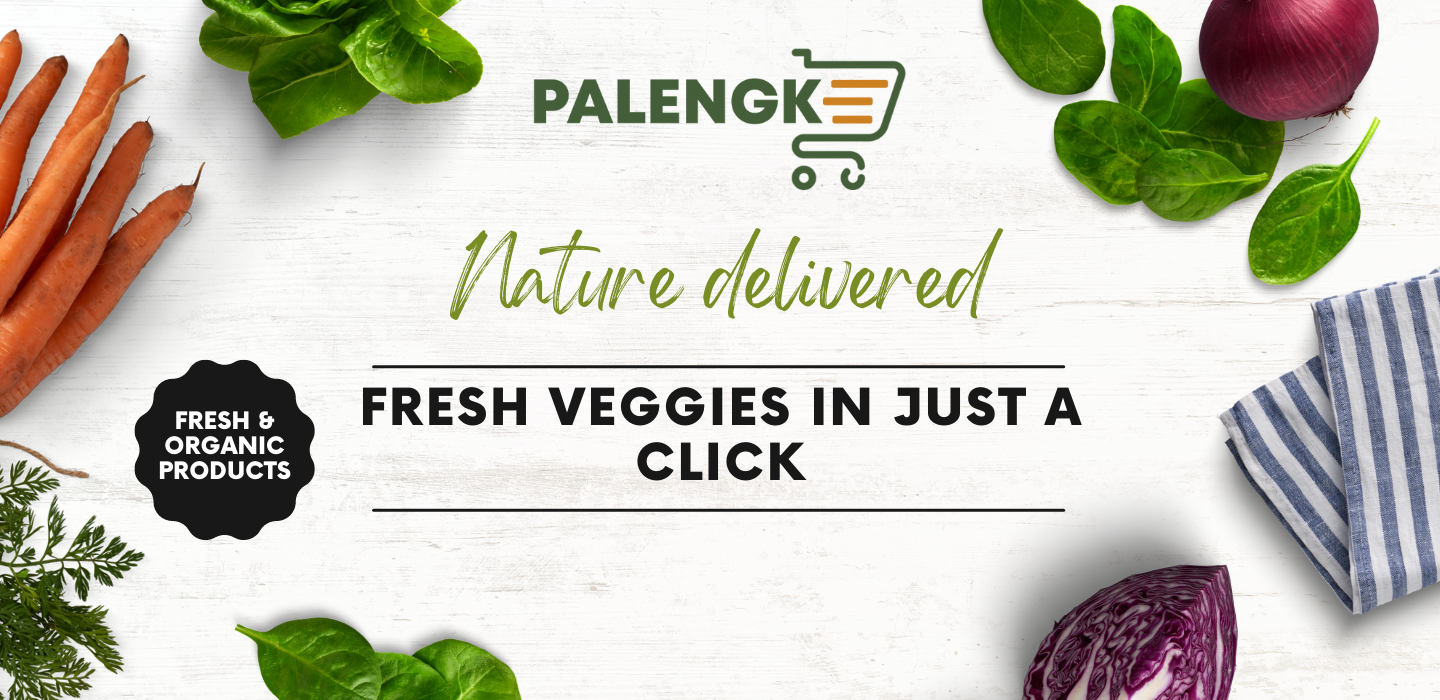 PALENGKE
Nature delivered
FRESH &
ORGANIC
PRODUCTS
FRESH VEGGIES IN JUST A
CLICK